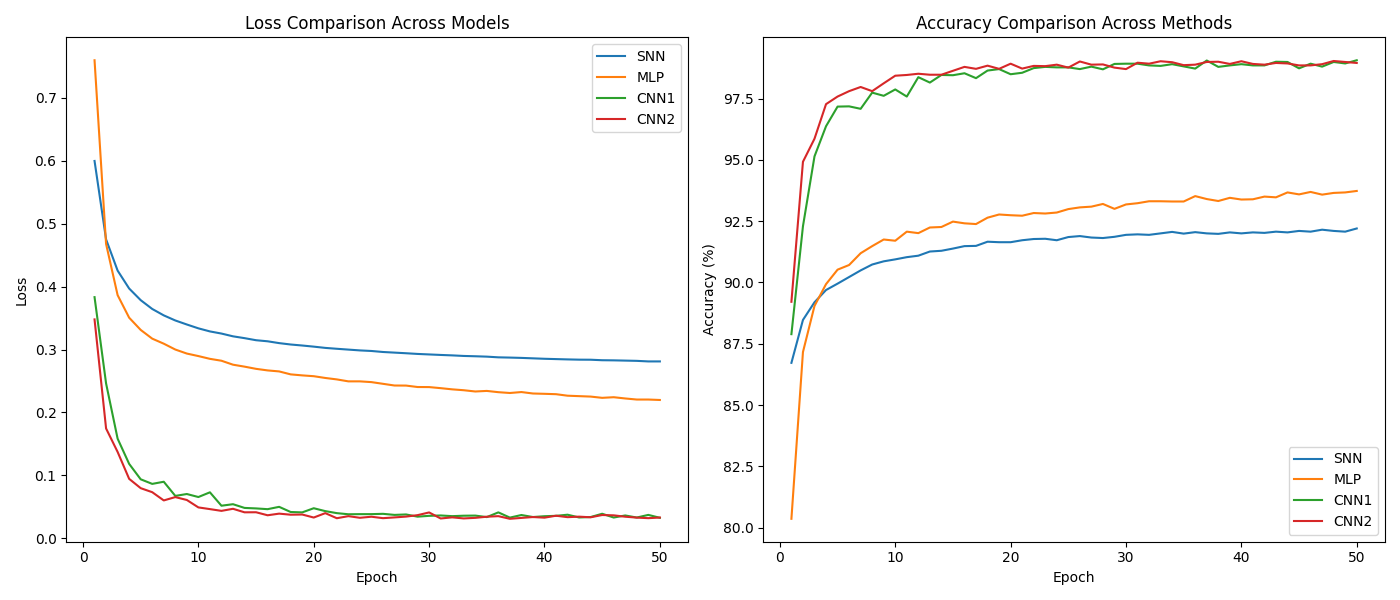 Loss Comparison Across Models
Loss
0.7
0.6
0.5
0.4
0.3
0.2
0.1
0.0
SNN
MLP
CNN1
CNN2
0 10 20 30 40 50
Epoch
Accuracy Comparison Across Methods
Accuracy (%)
97.5
95.0
92.5
90.0
87.5
85.0
82.5
80.0
SNN
MLP
CNN1
CNN2
0 10 20 30 40 50
Epoch